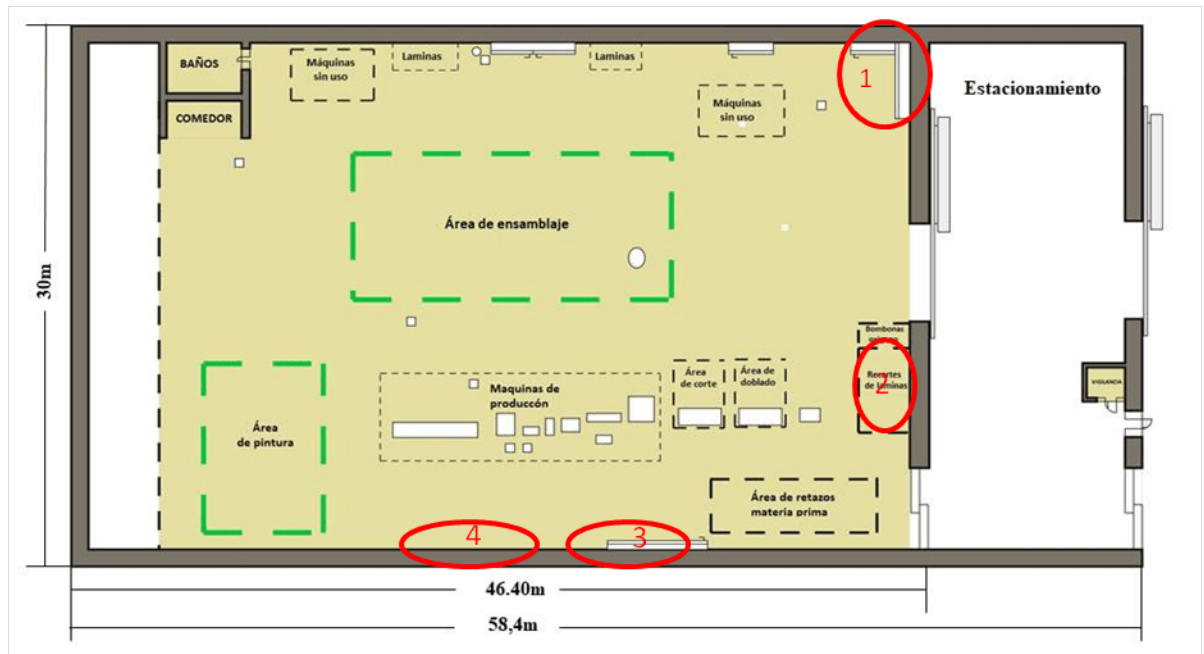 BAÑOS
COMEDOR
Máquinas
sin uso
Laminas
Laminas
Máquinas
sin uso
1
Estacionamiento
Área de ensamblaje
30m
Bombonas
Recortes
de laminas
2
VIGILANCIA
Área
de corte
Área de
doblado
Maquinas de
produccón
Área
de pintura
Área de retazos
materia prima
4
3
46.40m
58,4m